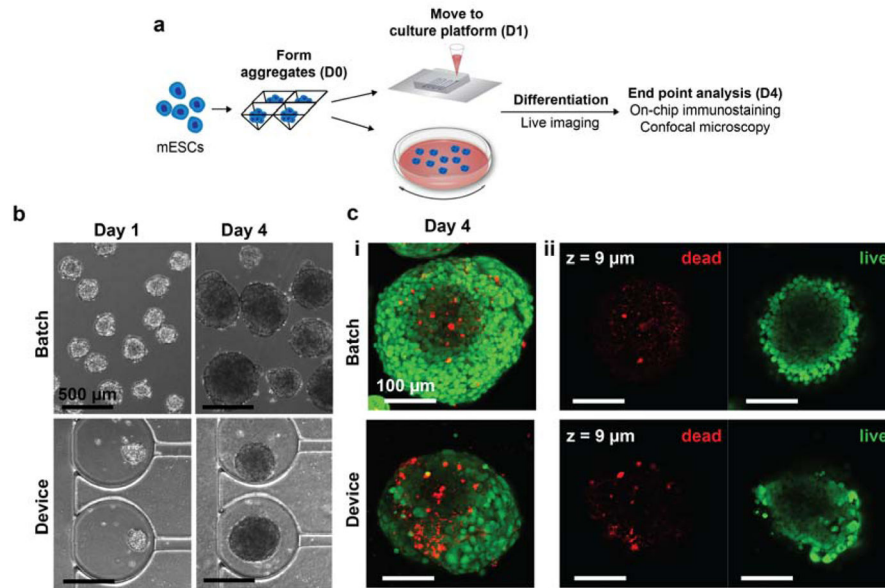 a
Move to
culture platform (D1)
Form
aggregates (D0)
mESCs
Differentiation
Live imaging
End point analysis (D4)
On-chip immunostaining
Confocal microscopy
b
Day 1
Day 4
Batch
500 µm
Device
c
Day 4
i
ii
Batch
100 µm
z = 9 µm
dead
live
Device
z = 9 µm
dead
live